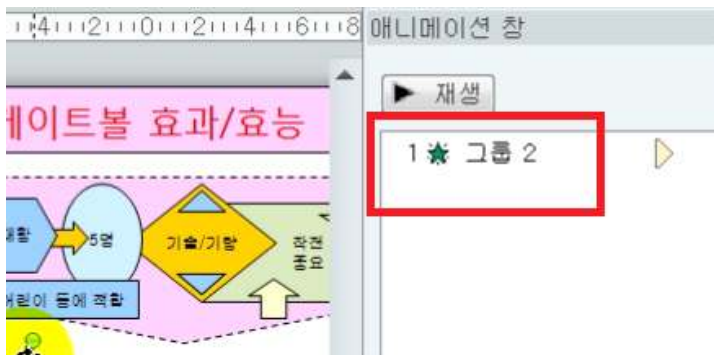 4 2 0 2 4 6 8
애니메이션 창
재생
1 그룹 2
게이트볼 효과/효능
5명
기술/기량
작전
중요
어린이 등에 적합